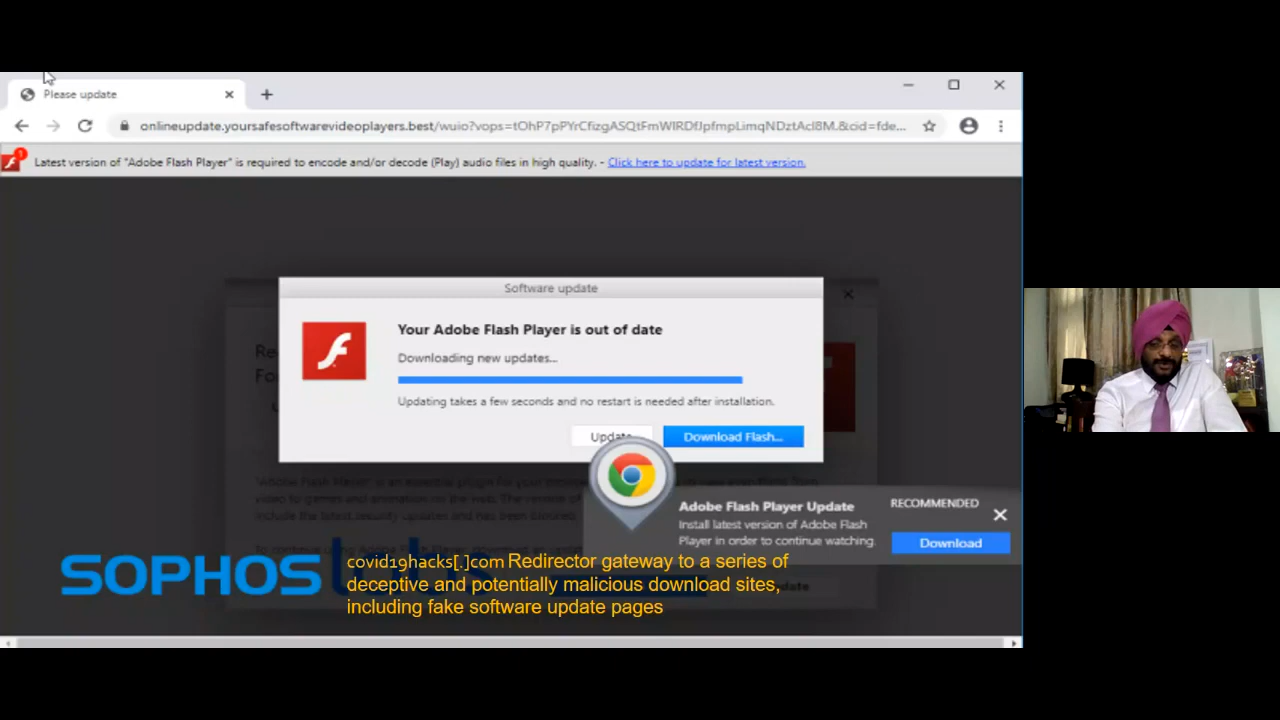 Please update
onlineupdate.yoursafesoftwarevideoplayers.best/wuio?vops=tOhP7pPYrCfizgASQtFmWIRDfJpfmpLimqNDztAcl8M.&cid=fde...
Latest version of "Adobe Flash Player" is required to encode and/or decode (Play) audio files in high quality. - Click here to update for latest version.
Software update
Your Adobe Flash Player is out of date
Downloading new updates...
Updating takes a few seconds and no restart is needed after installation.
Update
Download Flash...
Adobe Flash Player Update
RECOMMENDED
Install latest version of Adobe Flash
Player in order to continue watching.
Download
SOPHOS labs
covid19hacks[.]com Redirector gateway to a series of
deceptive and potentially malicious download sites,
including fake software update pages